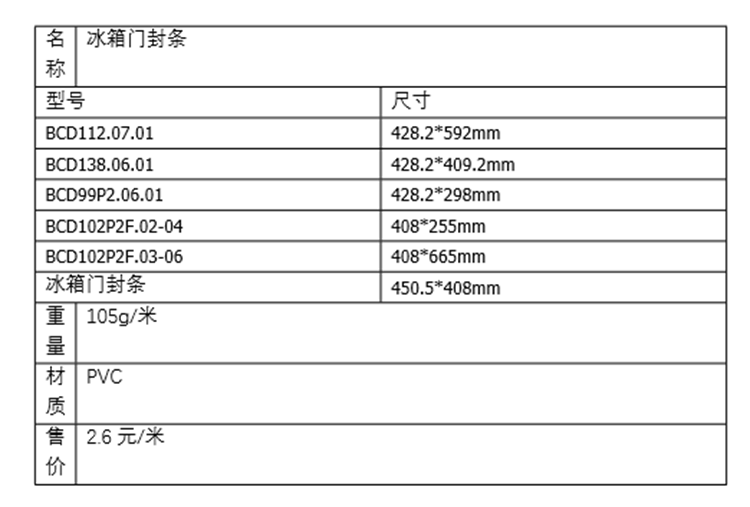 名称 冰箱门封条
型号 尺寸
BCD112.07.01 428.2*592mm
BCD138.06.01 428.2*409.2mm
BCD99P2.06.01 428.2*298mm
BCD102P2F.02-04 408*255mm
BCD102P2F.03-06 408*665mm
冰箱门封条 450.5*408mm
重量 105g/米
材质 PVC
售价 2.6 元/米